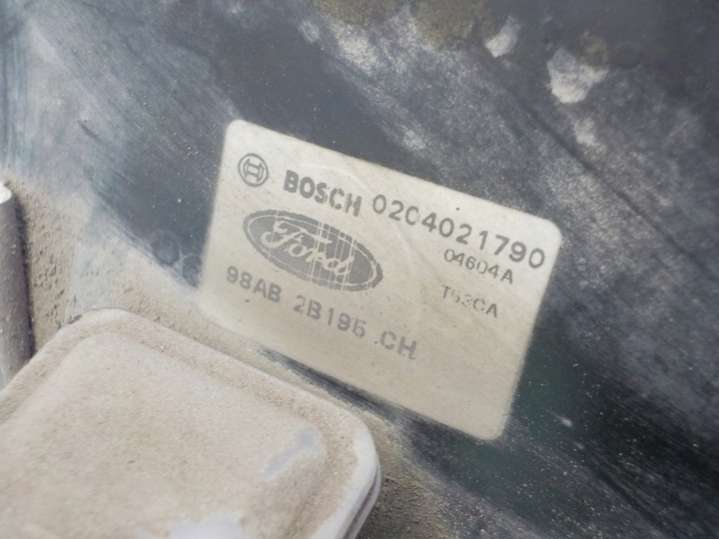 BOSCH 0204021790
04604A
Ford
T53CA
98AB 2B195 CH